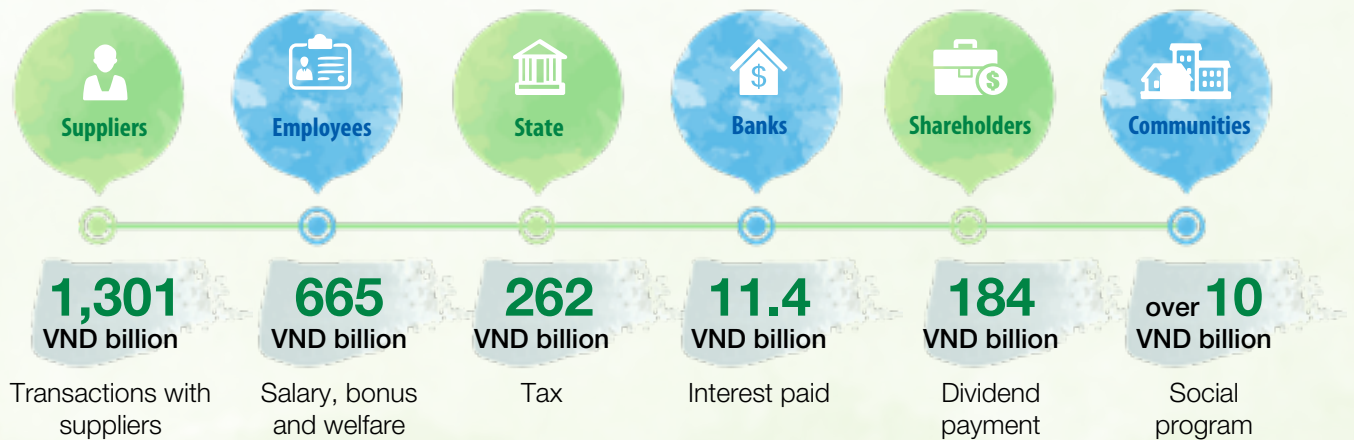 Suppliers
Employees
State
Banks
Shareholders
Communities
1,301
VND billion
665
VND billion
262
VND billion
11.4
VND billion
184
VND billion
over 10
VND billion
Transactions with
suppliers
Salary, bonus
and welfare
Tax
Interest paid
Dividend
payment
Social
program